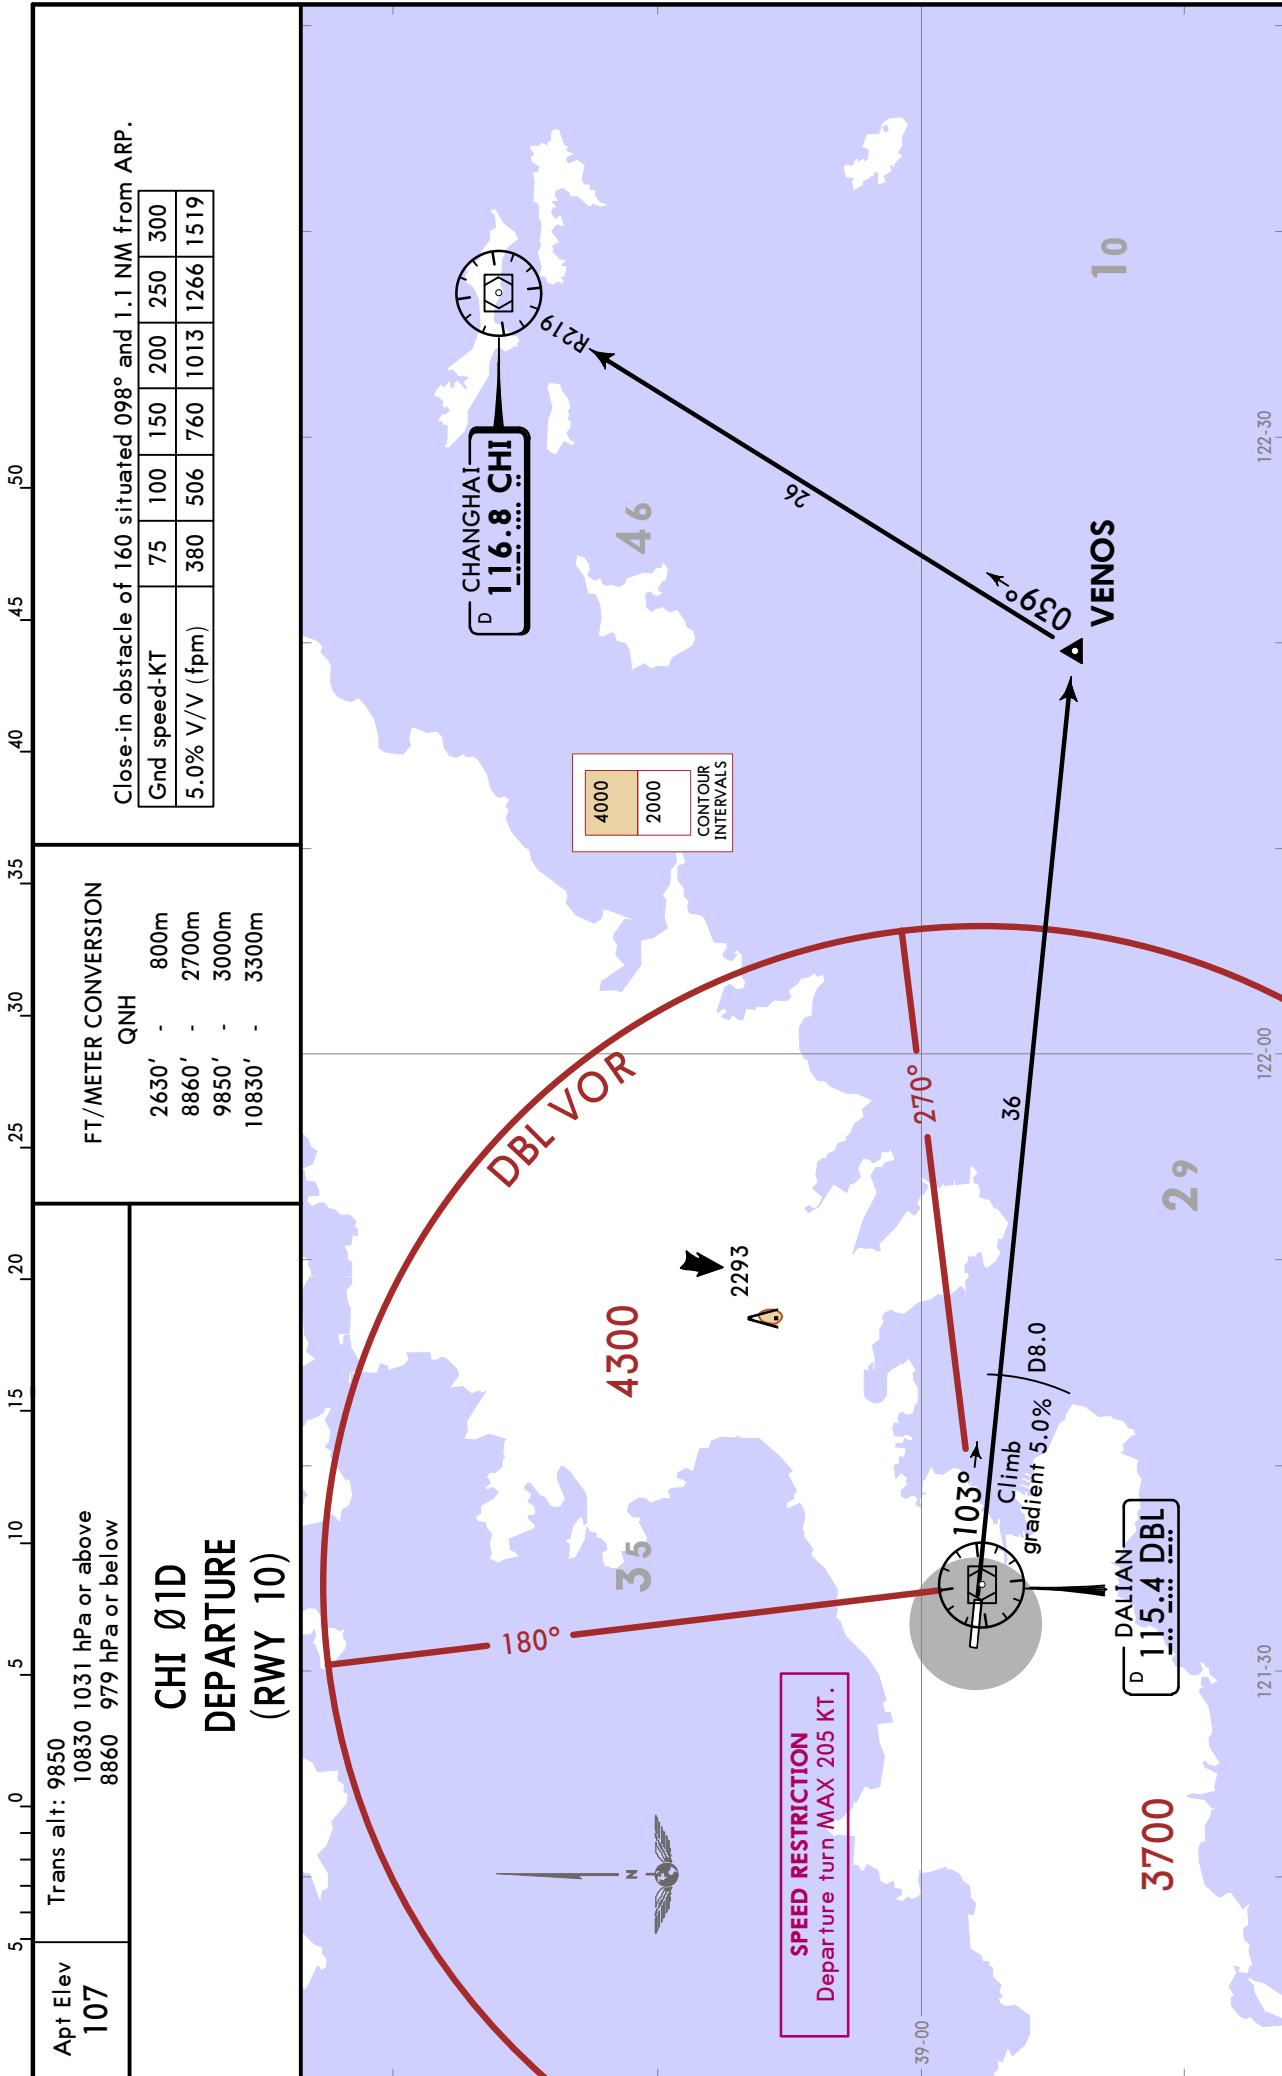 5
0
5
10
15
20
25
30
35
40
45
50
Apt Elev
107
Trans alt: 9850
10830 1031 hPa or above
8860 979 hPa or below
CHI Ø1D
DEPARTURE
(RWY 10)
FT/METER CONVERSION
QNH
2630' - 800m
8860' - 2700m
9850' - 3000m
10830' - 3300m
Close-in obstacle of 160 situated 098° and 1.1 NM from ARP.
Gnd speed-KT 75 100 150 200 250 300
5.0% V/V (fpm) 380 506 760 1013 1266 1519
DBL VOR
180°
270°
4300
3700
2293
35
46
29
10
N
SPEED RESTRICTION
Departure turn MAX 205 KT.
4000
2000
CONTOUR
INTERVALS
D CHANGHAI
116.8 CHI
R219
26
039°
VENOS
36
103°
Climb
gradient 5.0%
D8.0
D DALIAN
115.4 DBL
39-00
121-30
122-00
122-30